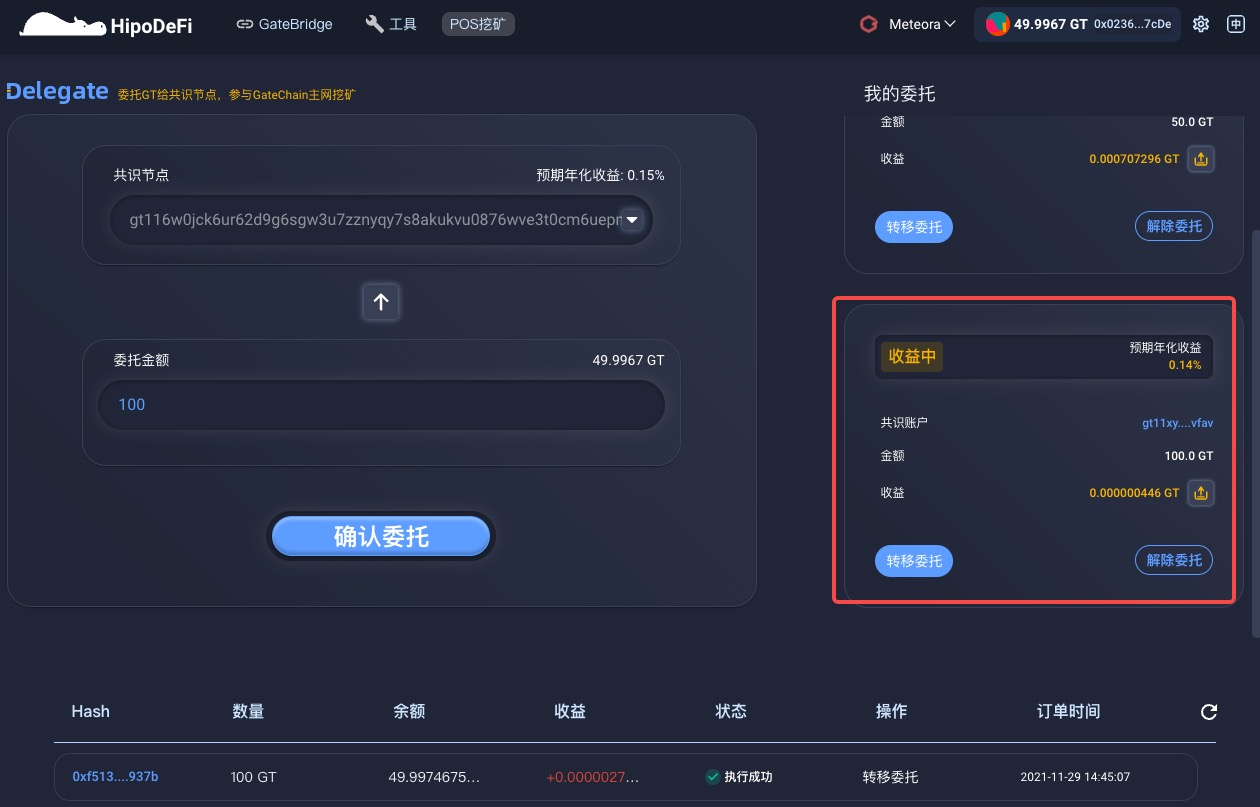 HipoDeFi GateBridge 工具 POS挖矿 Meteora 49.9967 GT 0x0236...7cDe 中
Delegate 委托GT给共识节点，参与GateChain主网挖矿
共识节点 预期年化收益: 0.15%
gt116w0jck6ur62d9g6sgw3u7zznyqy7s8akukvu0876wve3t0cm6uepr
委托金额 49.9967 GT
100
确认委托
我的委托
金额 50.0 GT
收益 0.000707296 GT
转移委托 解除委托
收益中 预期年化收益
0.14%
共识账户 gt11xy....vfav
金额 100.0 GT
收益 0.000000446 GT
转移委托 解除委托
Hash 数量 余额 收益 状态 操作 订单时间
0xf513....937b 100 GT 49.9974675... +0.0000027... 执行成功 转移委托 2021-11-29 14:45:07